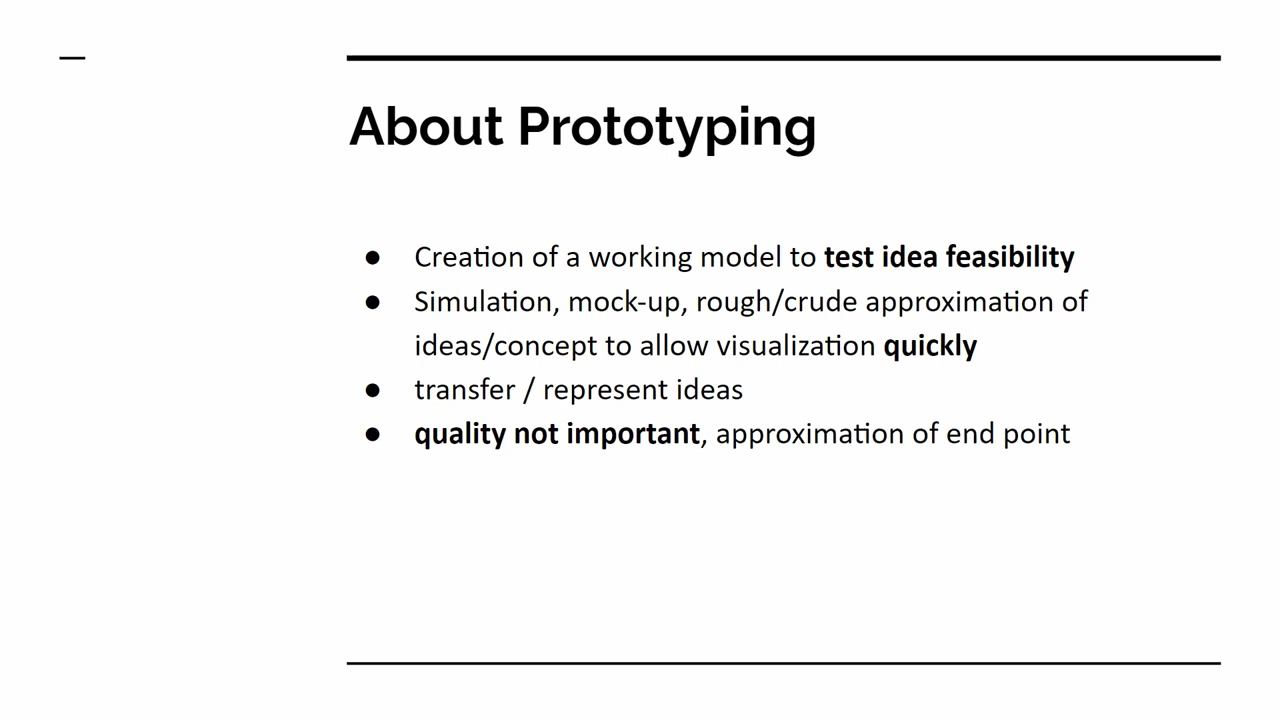 About Prototyping
● Creation of a working model to test idea feasibility
● Simulation, mock-up, rough/crude approximation of
ideas/concept to allow visualization quickly
● transfer / represent ideas
● quality not important, approximation of end point